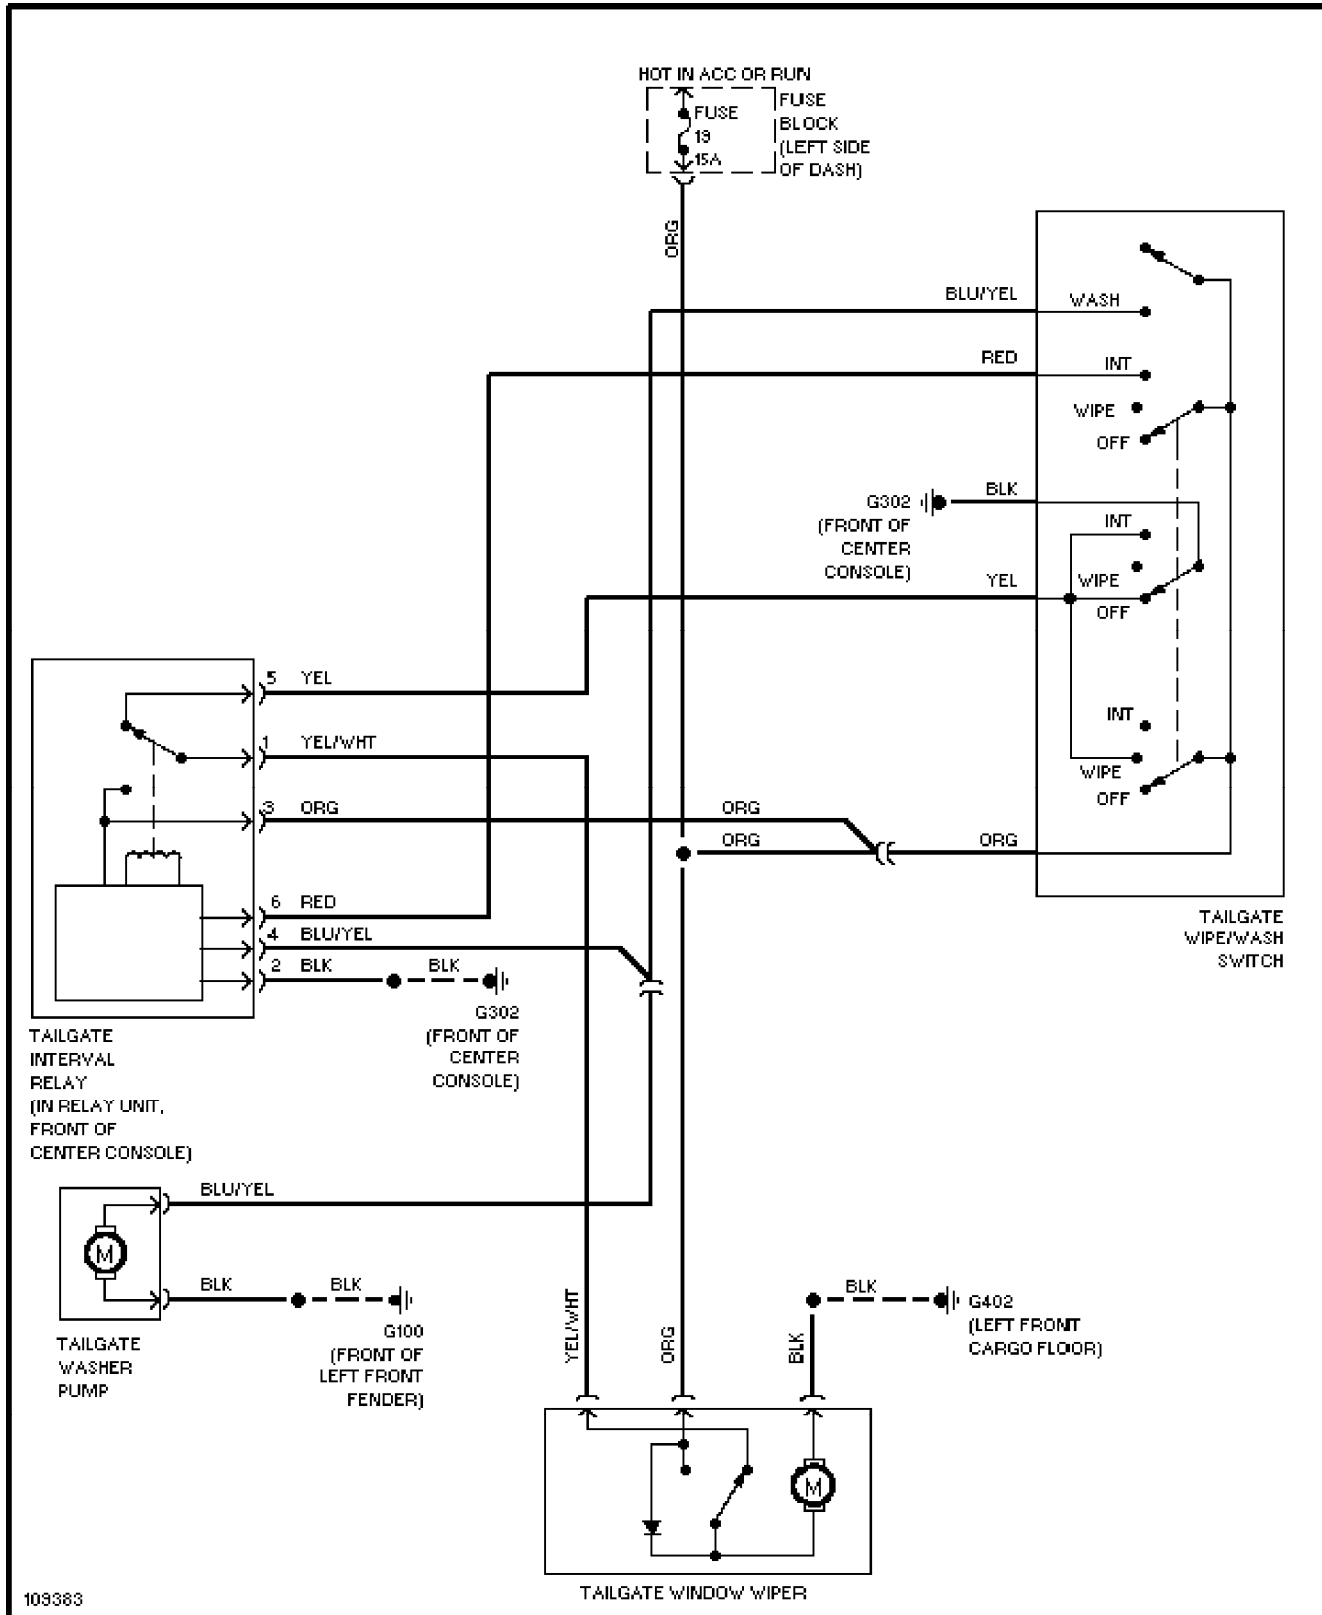 HOT IN ACC OR RUN
FUSE
19
15A
FUSE
BLOCK
(LEFT SIDE
OF DASH)
ORG
BLU/YEL
WASH
RED
INT
WIPE
OFF
BLK
G302
(FRONT OF
CENTER
CONSOLE)
INT
YEL
WIPE
OFF
5 YEL
INT
1 YEL/WHT
WIPE
OFF
3 ORG
ORG
ORG
ORG
6 RED
4 BLU/YEL
2 BLK
BLK
G302
(FRONT OF
CENTER
CONSOLE)
TAILGATE
WIPE/WASH
SWITCH
TAILGATE
INTERVAL
RELAY
(IN RELAY UNIT,
FRONT OF
CENTER CONSOLE)
BLU/YEL
M
BLK
BLK
G100
(FRONT OF
LEFT FRONT
FENDER)
TAILGATE
WASHER
PUMP
YEL/WHT
ORG
BLK
BLK
G402
(LEFT FRONT
CARGO FLOOR)
M
TAILGATE WINDOW WIPER
109383